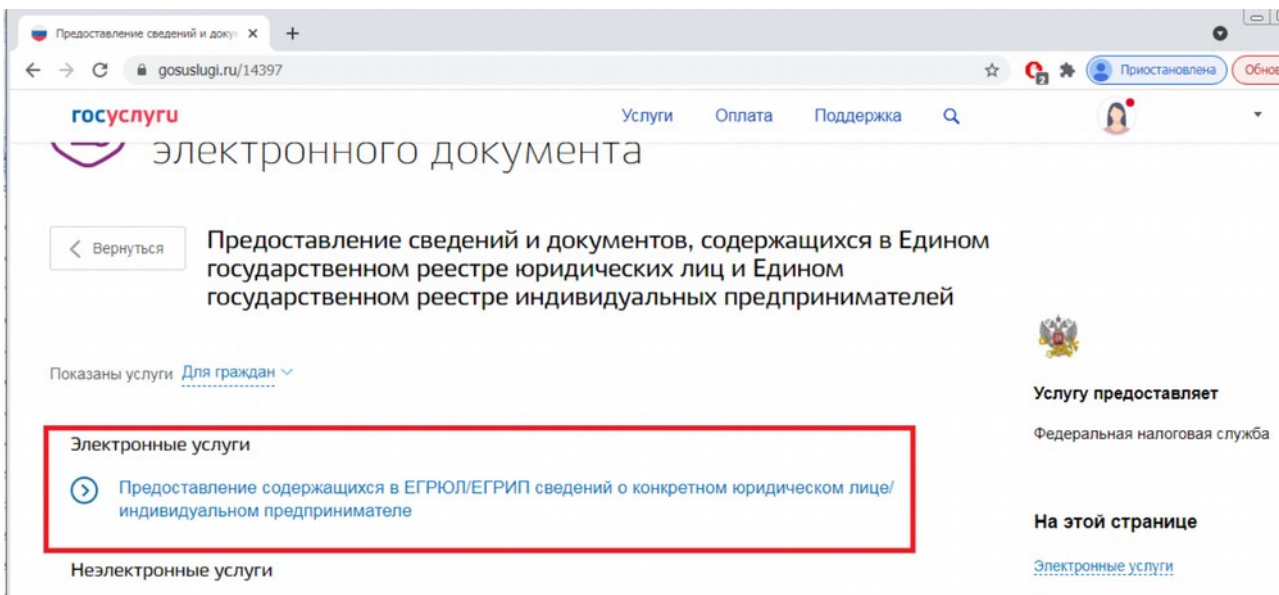 Предоставление сведений и доку
gosuslugi.ru/14397
2
Приостановлена
госуслуги
Услуги
Оплата
Поддержка
электронного документа
Вернуться
Предоставление сведений и документов, содержащихся в Едином
государственном реестре юридических лиц и Едином
государственном реестре индивидуальных предпринимателей
Показаны услуги Для граждан
Услугу предоставляет
Федеральная налоговая служба
Электронные услуги
Предоставление содержащихся в ЕГРЮЛ/ЕГРИП сведений о конкретном юридическом лице/
индивидуальном предпринимателе
На этой странице
Электронные услуги
Неэлектронные услуги